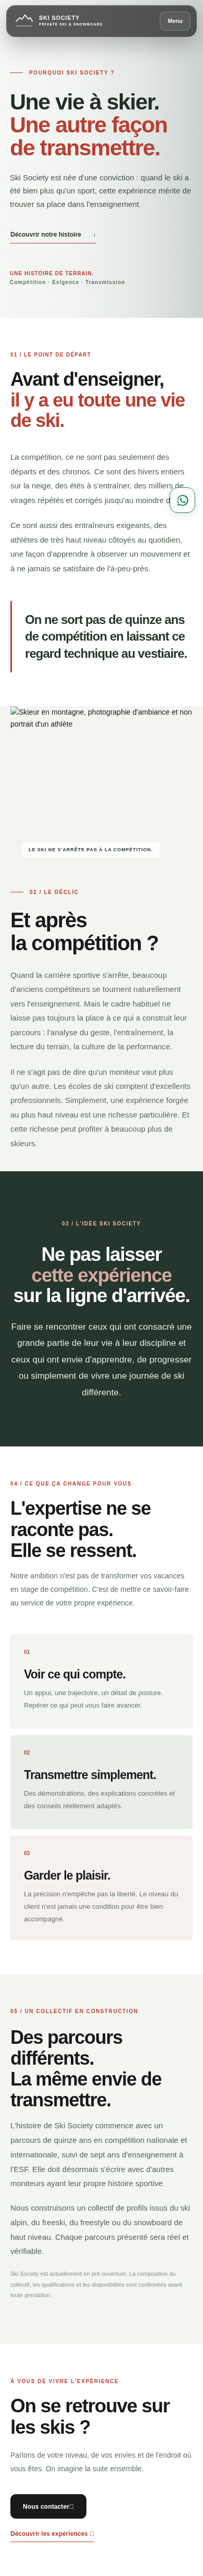 SKI SOCIETY
PRIVATE SKI & SNOWBOARD
Menu
POURQUOI SKI SOCIETY ?
Une vie à skier.
Une autre façon
de transmettre.
Ski Society est née d'une conviction : quand le ski a
été bien plus qu'un sport, cette expérience mérite de
trouver sa place dans l'enseignement.
Découvrir notre histoire ↓
UNE HISTOIRE DE TERRAIN.
Compétition · Exigence · Transmission
01 / LE POINT DE DÉPART
Avant d'enseigner,
il y a eu toute une vie
de ski.
La compétition, ce ne sont pas seulement des
départs et des chronos. Ce sont des hivers entiers
sur la neige, des étés à s'entraîner, des milliers de
virages répétés et corrigés jusqu'au moindre
Ce sont aussi des entraîneurs exigeants, des
athlètes de très haut niveau côtoyés au quotidien,
une façon d'apprendre à observer un mouvement et
à ne jamais se satisfaire de l'à-peu-près.
On ne sort pas de quinze ans
de compétition en laissant ce
regard technique au vestiaire.
Skieur en montagne, photographie d'ambiance et non
portrait d'un athlète
LE SKI NE S'ARRÊTE PAS À LA COMPÉTITION.
02 / LE DÉCLIC
Et après
la compétition ?
Quand la carrière sportive s'arrête, beaucoup
d'anciens compétiteurs se tournent naturellement
vers l'enseignement. Mais le cadre habituel ne
laisse pas toujours la place à ce qui a construit leur
parcours : l'analyse du geste, l'entraînement, la
lecture du terrain, la culture de la performance.
Il ne s'agit pas de dire qu'un moniteur vaut plus
qu'un autre. Les écoles de ski comptent d'excellents
professionnels. Simplement, une expérience forgée
au plus haut niveau est une richesse particulière. Et
cette richesse peut profiter à beaucoup plus de
skieurs.
03 / L'IDÉE SKI SOCIETY
Ne pas laisser
cette expérience
sur la ligne d'arrivée.
Faire se rencontrer ceux qui ont consacré une
grande partie de leur vie à leur discipline et
ceux qui ont envie d'apprendre, de progresser
ou simplement de vivre une journée de ski
différente.
04 / CE QUE ÇA CHANGE POUR VOUS
L'expertise ne se
raconte pas.
Elle se ressent.
Notre ambition n'est pas de transformer vos vacances
en stage de compétition. C'est de mettre ce savoir-faire
au service de votre propre expérience.
01
Voir ce qui compte.
Un appui, une trajectoire, un détail de posture.
Repérer ce qui peut vous faire avancer.
02
Transmettre simplement.
Des démonstrations, des explications concrètes et
des conseils réellement adaptés.
03
Garder le plaisir.
La précision n'empêche pas la liberté. Le niveau du
client n'est jamais une condition pour être bien
accompagné.
05 / UN COLLECTIF EN CONSTRUCTION
Des parcours
différents.
La même envie de
transmettre.
L'histoire de Ski Society commence avec un
parcours de quinze ans en compétition nationale et
internationale, suivi de sept ans d'enseignement à
l'ESF. Elle doit désormais s'écrire avec d'autres
moniteurs ayant leur propre histoire sportive.
Nous construisons un collectif de profils issus du ski
alpin, du freeski, du freestyle ou du snowboard de
haut niveau. Chaque parcours présenté sera réel et
vérifiable.
Ski Society est actuellement en pré-ouverture. La composition du
collectif, les qualifications et les disponibilités sont confirmées avant
toute prestation.
À VOUS DE VIVRE L'EXPÉRIENCE
On se retrouve sur
les skis ?
Parlons de votre niveau, de vos envies et de l'endroit où
vous êtes. On imagine la suite ensemble.
Nous contacter
Découvrir les expériences